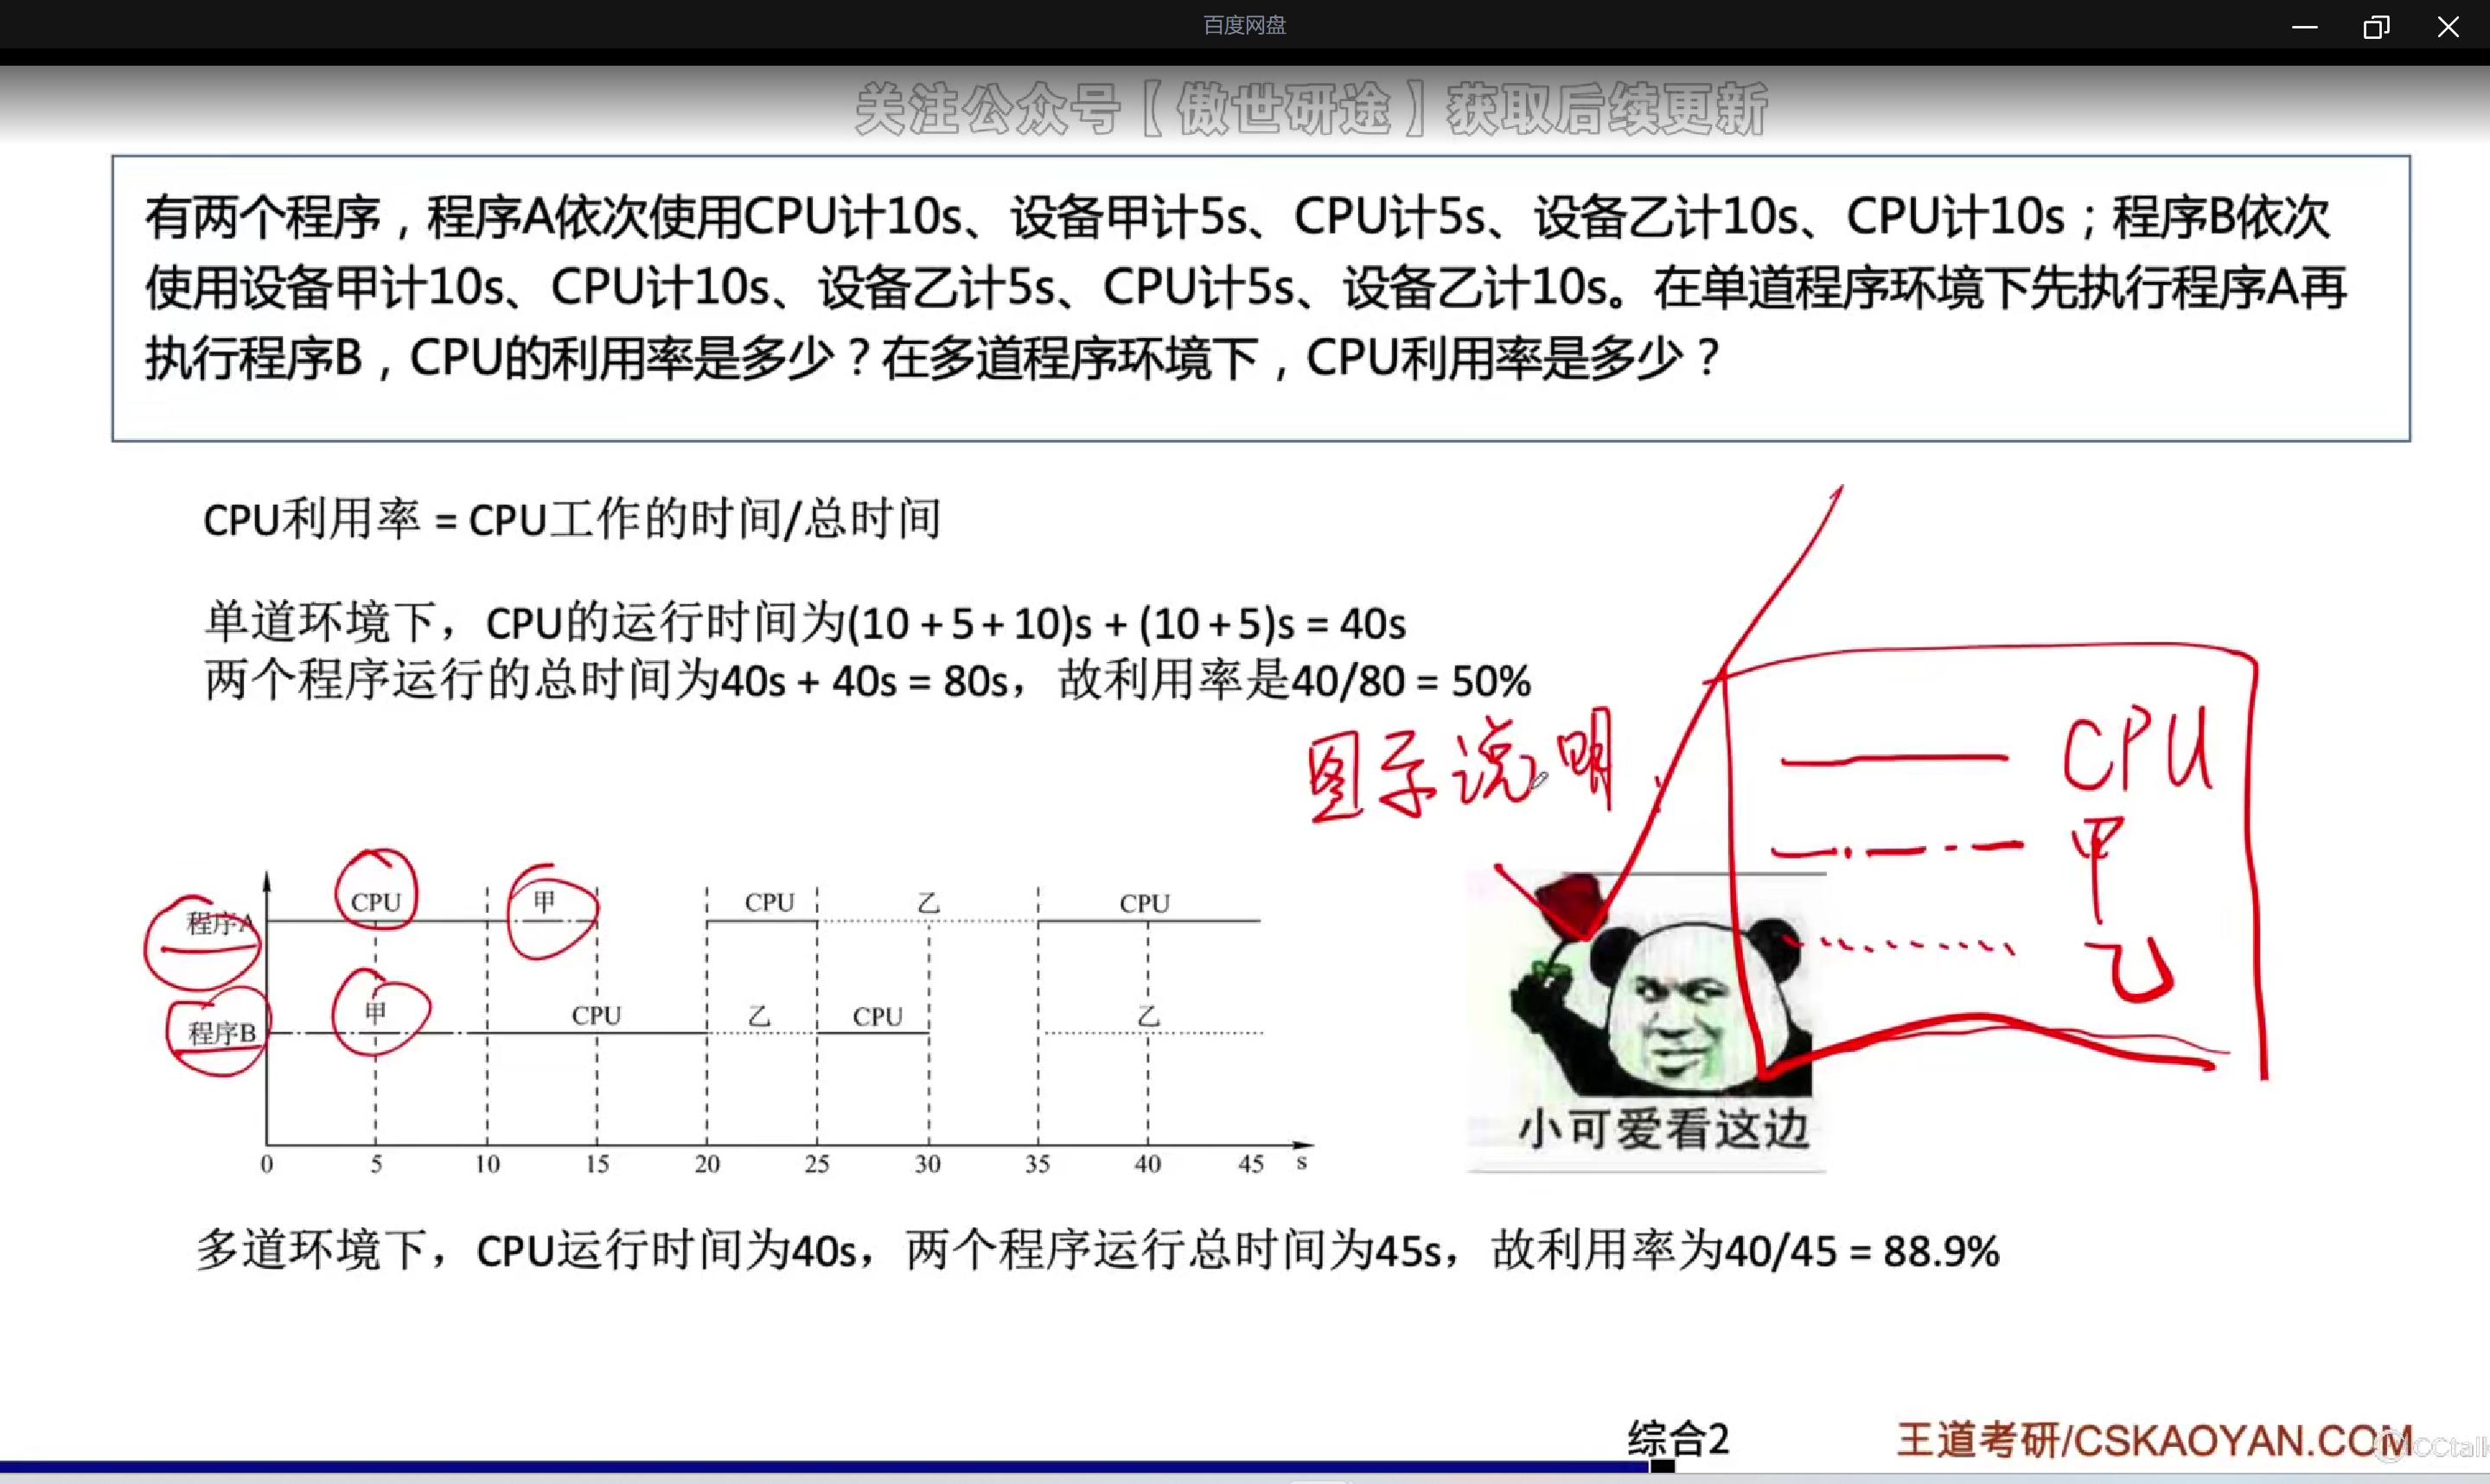 百度网盘
关注公众号【傲世研途】获取后续更新
有两个程序，程序A依次使用CPU计10s、设备甲计5s、CPU计5s、设备乙计10s、CPU计10s；程序B依次
使用设备甲计10s、CPU计10s、设备乙计5s、CPU计5s、设备乙计10s。在单道程序环境下先执行程序A再
执行程序B，CPU的利用率是多少？在多道程序环境下，CPU利用率是多少？
CPU利用率 = CPU工作的时间/总时间
单道环境下，CPU的运行时间为(10 + 5 + 10)s + (10 + 5)s = 40s
两个程序运行的总时间为40s + 40s = 80s，故利用率是40/80 = 50%
图示说明
CPU
甲
乙
程序A CPU 甲 CPU 乙 CPU
程序B 甲 CPU 乙 CPU 乙
0 5 10 15 20 25 30 35 40 45 s
小可爱看这边
多道环境下，CPU运行时间为40s，两个程序运行总时间为45s，故利用率为40/45 = 88.9%
综合2
王道考研/CSKAOYAN.COM
CCtalk